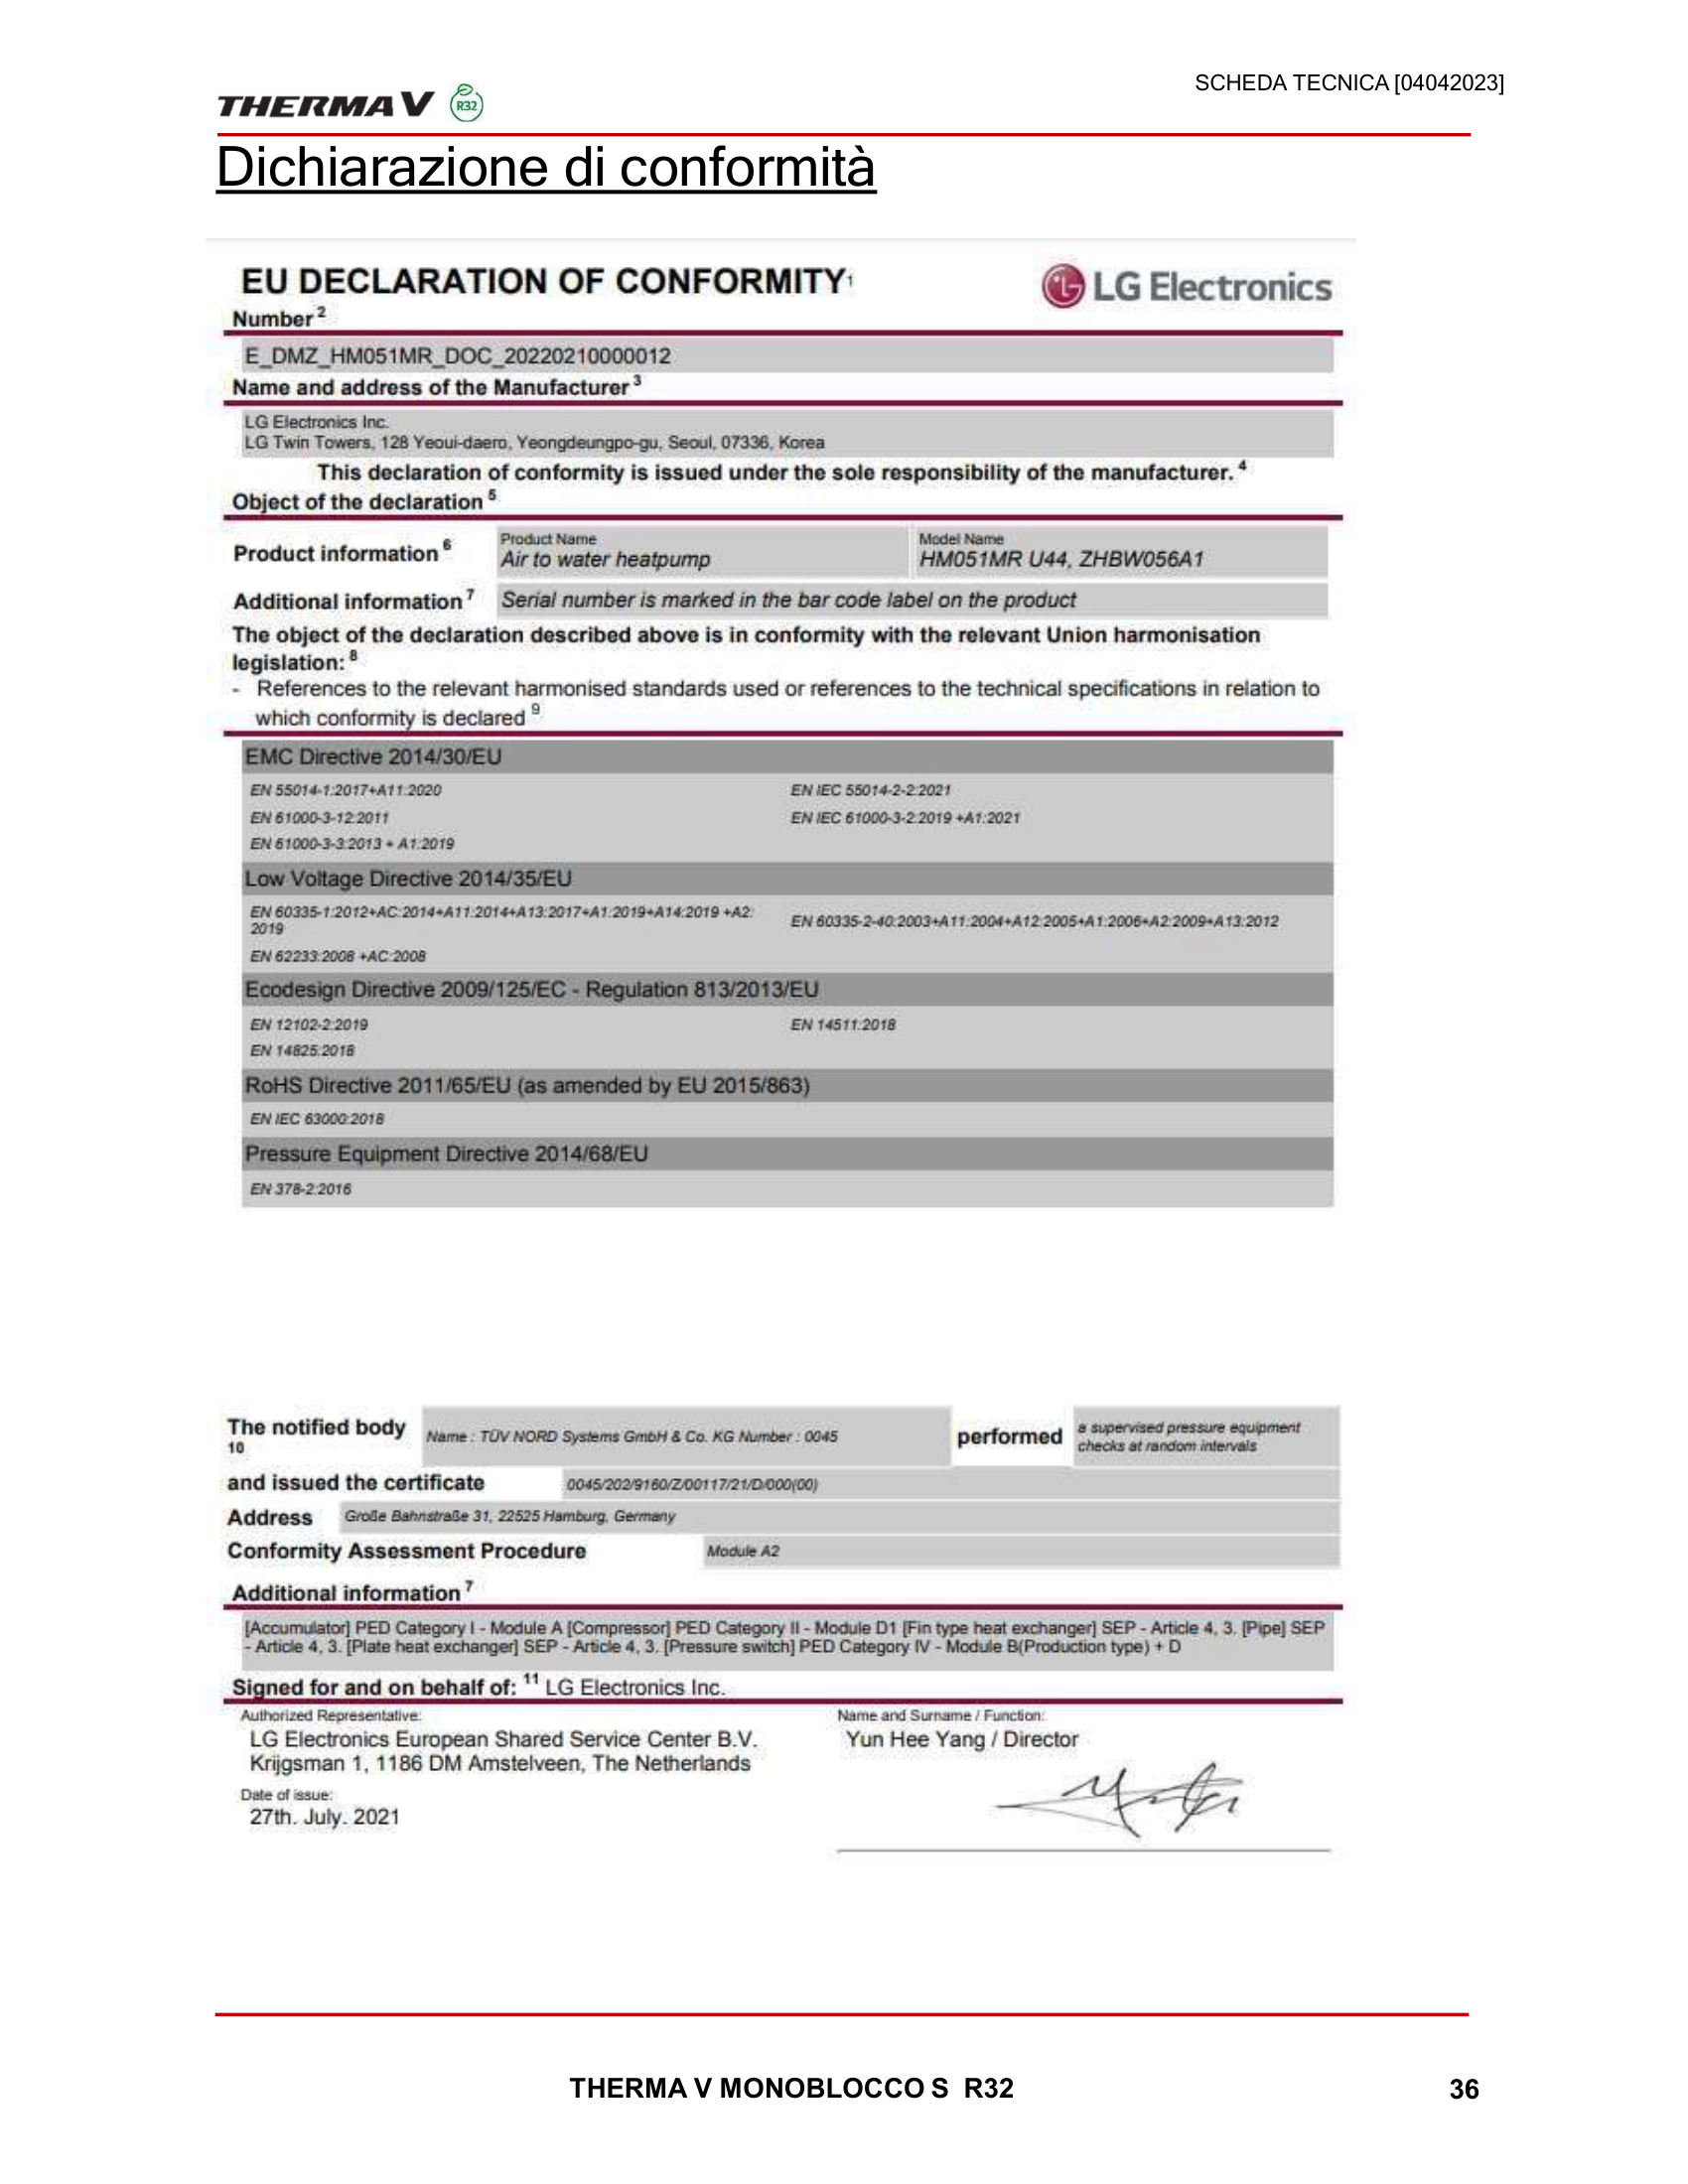 SCHEDA TECNICA [04042023]
THERMA V R32
Dichiarazione di conformità
EU DECLARATION OF CONFORMITY1
LG Electronics
Number 2
E_DMZ_HM051MR_DOC_20220210000012
Name and address of the Manufacturer 3
LG Electronics Inc.
LG Twin Towers, 128 Yeoui-daero, Yeongdeungpo-gu, Seoul, 07336, Korea
This declaration of conformity is issued under the sole responsibility of the manufacturer. 4
Object of the declaration 5
Product information 6
Product Name
Air to water heatpump
Model Name
HM051MR U44, ZHBW056A1
Additional information 7 Serial number is marked in the bar code label on the product
The object of the declaration described above is in conformity with the relevant Union harmonisation
legislation: 8
- References to the relevant harmonised standards used or references to the technical specifications in relation to
which conformity is declared 9
EMC Directive 2014/30/EU
EN 55014-1:2017+A11:2020 EN IEC 55014-2-2:2021
EN 61000-3-12:2011 EN IEC 61000-3-2:2019 +A1:2021
EN 61000-3-3:2013 + A1:2019
Low Voltage Directive 2014/35/EU
EN 60335-1:2012+AC:2014+A11:2014+A13:2017+A1:2019+A14:2019 +A2:
2019
EN 60335-2-40:2003+A11:2004+A12:2005+A1:2006+A2:2009+A13:2012
EN 62233:2008 +AC:2008
Ecodesign Directive 2009/125/EC - Regulation 813/2013/EU
EN 12102-2:2019 EN 14511:2018
EN 14825:2018
RoHS Directive 2011/65/EU (as amended by EU 2015/863)
EN IEC 63000:2018
Pressure Equipment Directive 2014/68/EU
EN 378-2:2016
The notified body
10
Name : TÜV NORD Systems GmbH & Co. KG Number : 0045
performed
a supervised pressure equipment
checks at random intervals
and issued the certificate 0045/202/9160/Z/00117/21/D/000(00)
Address Große Bahnstraße 31, 22525 Hamburg, Germany
Conformity Assessment Procedure Module A2
Additional information 7
[Accumulator] PED Category I - Module A [Compressor] PED Category II - Module D1 [Fin type heat exchanger] SEP - Article 4, 3. [Pipe] SEP
- Article 4, 3. [Plate heat exchanger] SEP - Article 4, 3. [Pressure switch] PED Category IV - Module B(Production type) + D
Signed for and on behalf of: 11 LG Electronics Inc.
Authorized Representative:
LG Electronics European Shared Service Center B.V.
Krijgsman 1, 1186 DM Amstelveen, The Netherlands
Name and Surname / Function:
Yun Hee Yang / Director
Date of issue:
27th. July. 2021
THERMA V MONOBLOCCO S R32
36